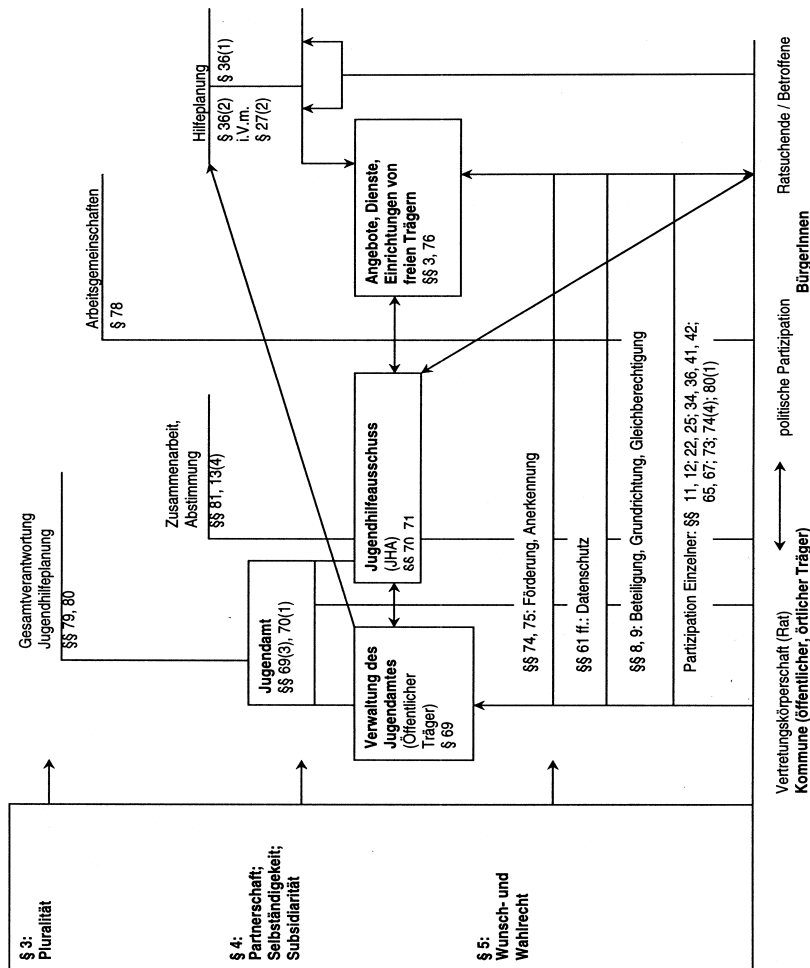 § 3:
Pluralität
§ 4:
Partnerschaft;
Selbständigekeit;
Subsidiarität
§ 5:
Wunsch- und
Wahlrecht
Gesamtverantwortung
Jugendhilfeplanung
§§ 79, 80
Jugendamt
§§ 69(3), 70(1)
Verwaltung des
Jugendamtes
(Öffentlicher
Träger)
§ 69
Zusammenarbeit,
Abstimmung
§§ 81, 13(4)
Jugendhilfeausschuss
(JHA)
§§ 70 71
Arbeitsgemeinschaften
§ 78
Hilfeplanung
§ 36(2)
i.V.m.
§ 27(2)
§ 36(1)
Angebote, Dienste,
Einrichtungen von
freien Trägern
§§ 3, 76
§§ 74, 75: Förderung, Anerkennung
§§ 61 ff.: Datenschutz
§§ 8, 9: Beteiligung, Grundrichtung, Gleichberechtigung
Partizipation Einzelner: §§ 11, 12; 22, 25; 34, 36, 41, 42;
65, 67; 73; 74(4); 80(1)
Vertretungskörperschaft (Rat)
Kommune (öffentlicher, örtlicher Träger)
politische Partizipation
Ratsuchende / Betroffene
BürgerInnen